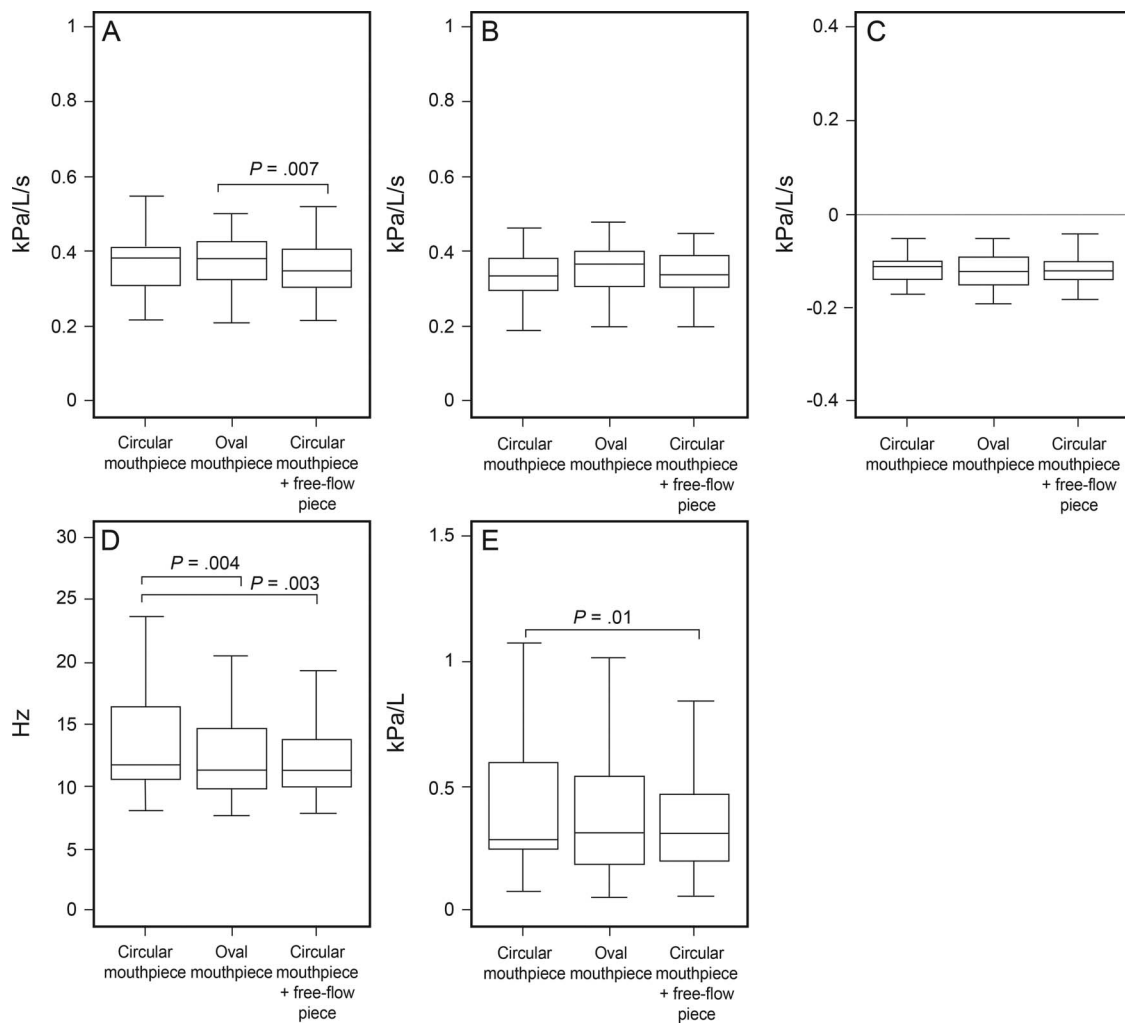 A
kPa/L/s
1
0.8
0.6
0.4
0.2
0
P = .007
Circular
mouthpiece
Oval
mouthpiece
Circular
mouthpiece
+ free-flow
piece
B
kPa/L/s
1
0.8
0.6
0.4
0.2
0
Circular
mouthpiece
Oval
mouthpiece
Circular
mouthpiece
+ free-flow
piece
C
kPa/L/s
0.4
0.2
0
-0.2
-0.4
Circular
mouthpiece
Oval
mouthpiece
Circular
mouthpiece
+ free-flow
piece
D
Hz
30
25
20
15
10
5
0
P = .004
P = .003
Circular
mouthpiece
Oval
mouthpiece
Circular
mouthpiece
+ free-flow
piece
E
kPa/L
1.5
1
0.5
0
P = .01
Circular
mouthpiece
Oval
mouthpiece
Circular
mouthpiece
+ free-flow
piece